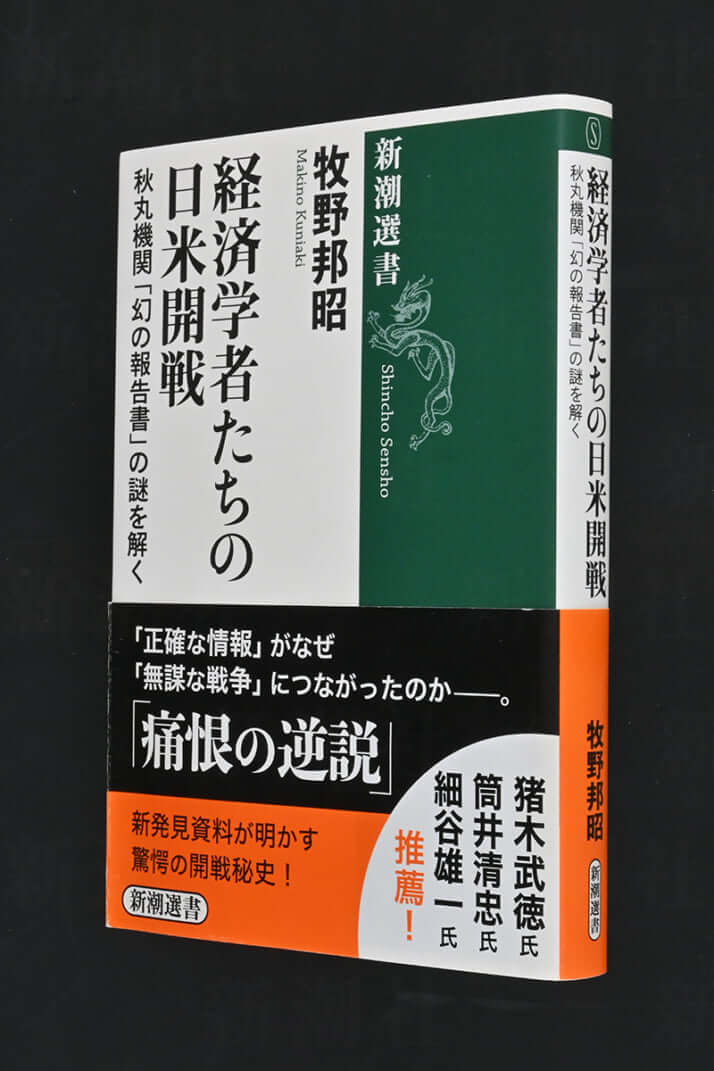 新潮選書
Shincho Sensho
牧野邦昭
Makino Kuniaki
経済学者たちの
日米開戦
秋丸機関「幻の報告書」の謎を解く
「正確な情報」がなぜ
「無謀な戦争」につながったのか――。
「痛恨の逆説」
新発見資料が明かす
驚愕の開戦秘史！
新潮選書
猪木武徳氏
筒井清忠氏
細谷雄一氏
推薦！
S
経済学者たちの日米開戦
秋丸機関「幻の報告書」の謎を解く
牧野邦昭
新潮選書